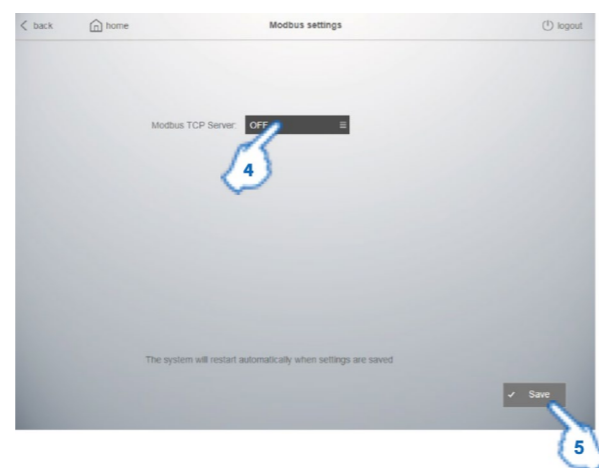 back home Modbus settings logout
Modbus TCP Server: OFF
4
The system will restart automatically when settings are saved
Save
5